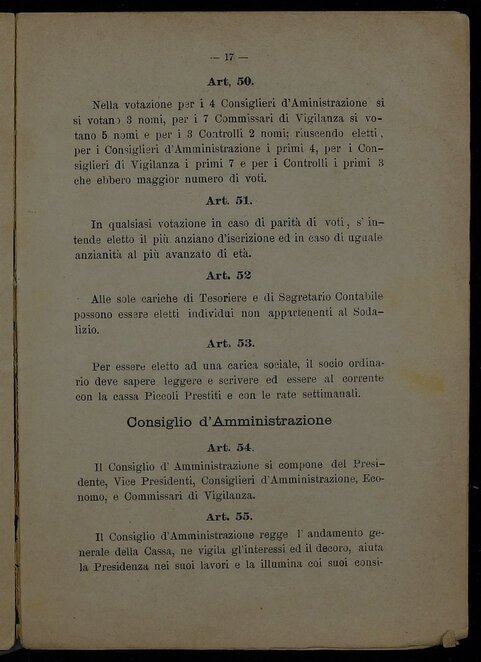 — 17 —
Art, 50.
Nella votazione per i 4 Consiglieri d'Aministrazione si
si votano 3 nomi, per i 7 Commissari di Vigilanza si vo-
tano 5 nomi e per i 3 Controlli 2 nomi; riuscendo eletti,
per i Consiglieri d'Amministrazione i primi 4, per i Con-
siglieri di Vigilanza i primi 7 e per i Controlli i primi 3
che ebbero maggior numero di voti.
Art. 51.
In qualsiasi votazione in caso di parità di voti, s' in-
tende eletto il più anziano d'iscrizione ed in caso di uguale
anzianità al più avanzato di età.
Art. 52
Alle sole cariche di Tesoriere e di Segretario Contabile
possono essere eletti individui non appartenenti al Soda-
lizio.
Art. 53.
Per essere eletto ad una carica sociale, il socio ordina-
rio deve sapere leggere e scrivere ed essere al corrente
con la cassa Piccoli Prestiti e con le rate settimanali.
Consiglio d'Amministrazione
Art. 54.
Il Consiglio d' Amministrazione si compone del Presi-
dente, Vice Presidenti, Consiglieri d'Amministrazione, Eco-
nomo, e Commissari di Vigilanza.
Art. 55.
Il Consiglio d'Amministrazione regge l' andamento ge-
nerale della Cassa, ne vigila gl'interessi ed il decoro, aiuta
la Presidenza nei suoi lavori e la illumina coi suoi consi-